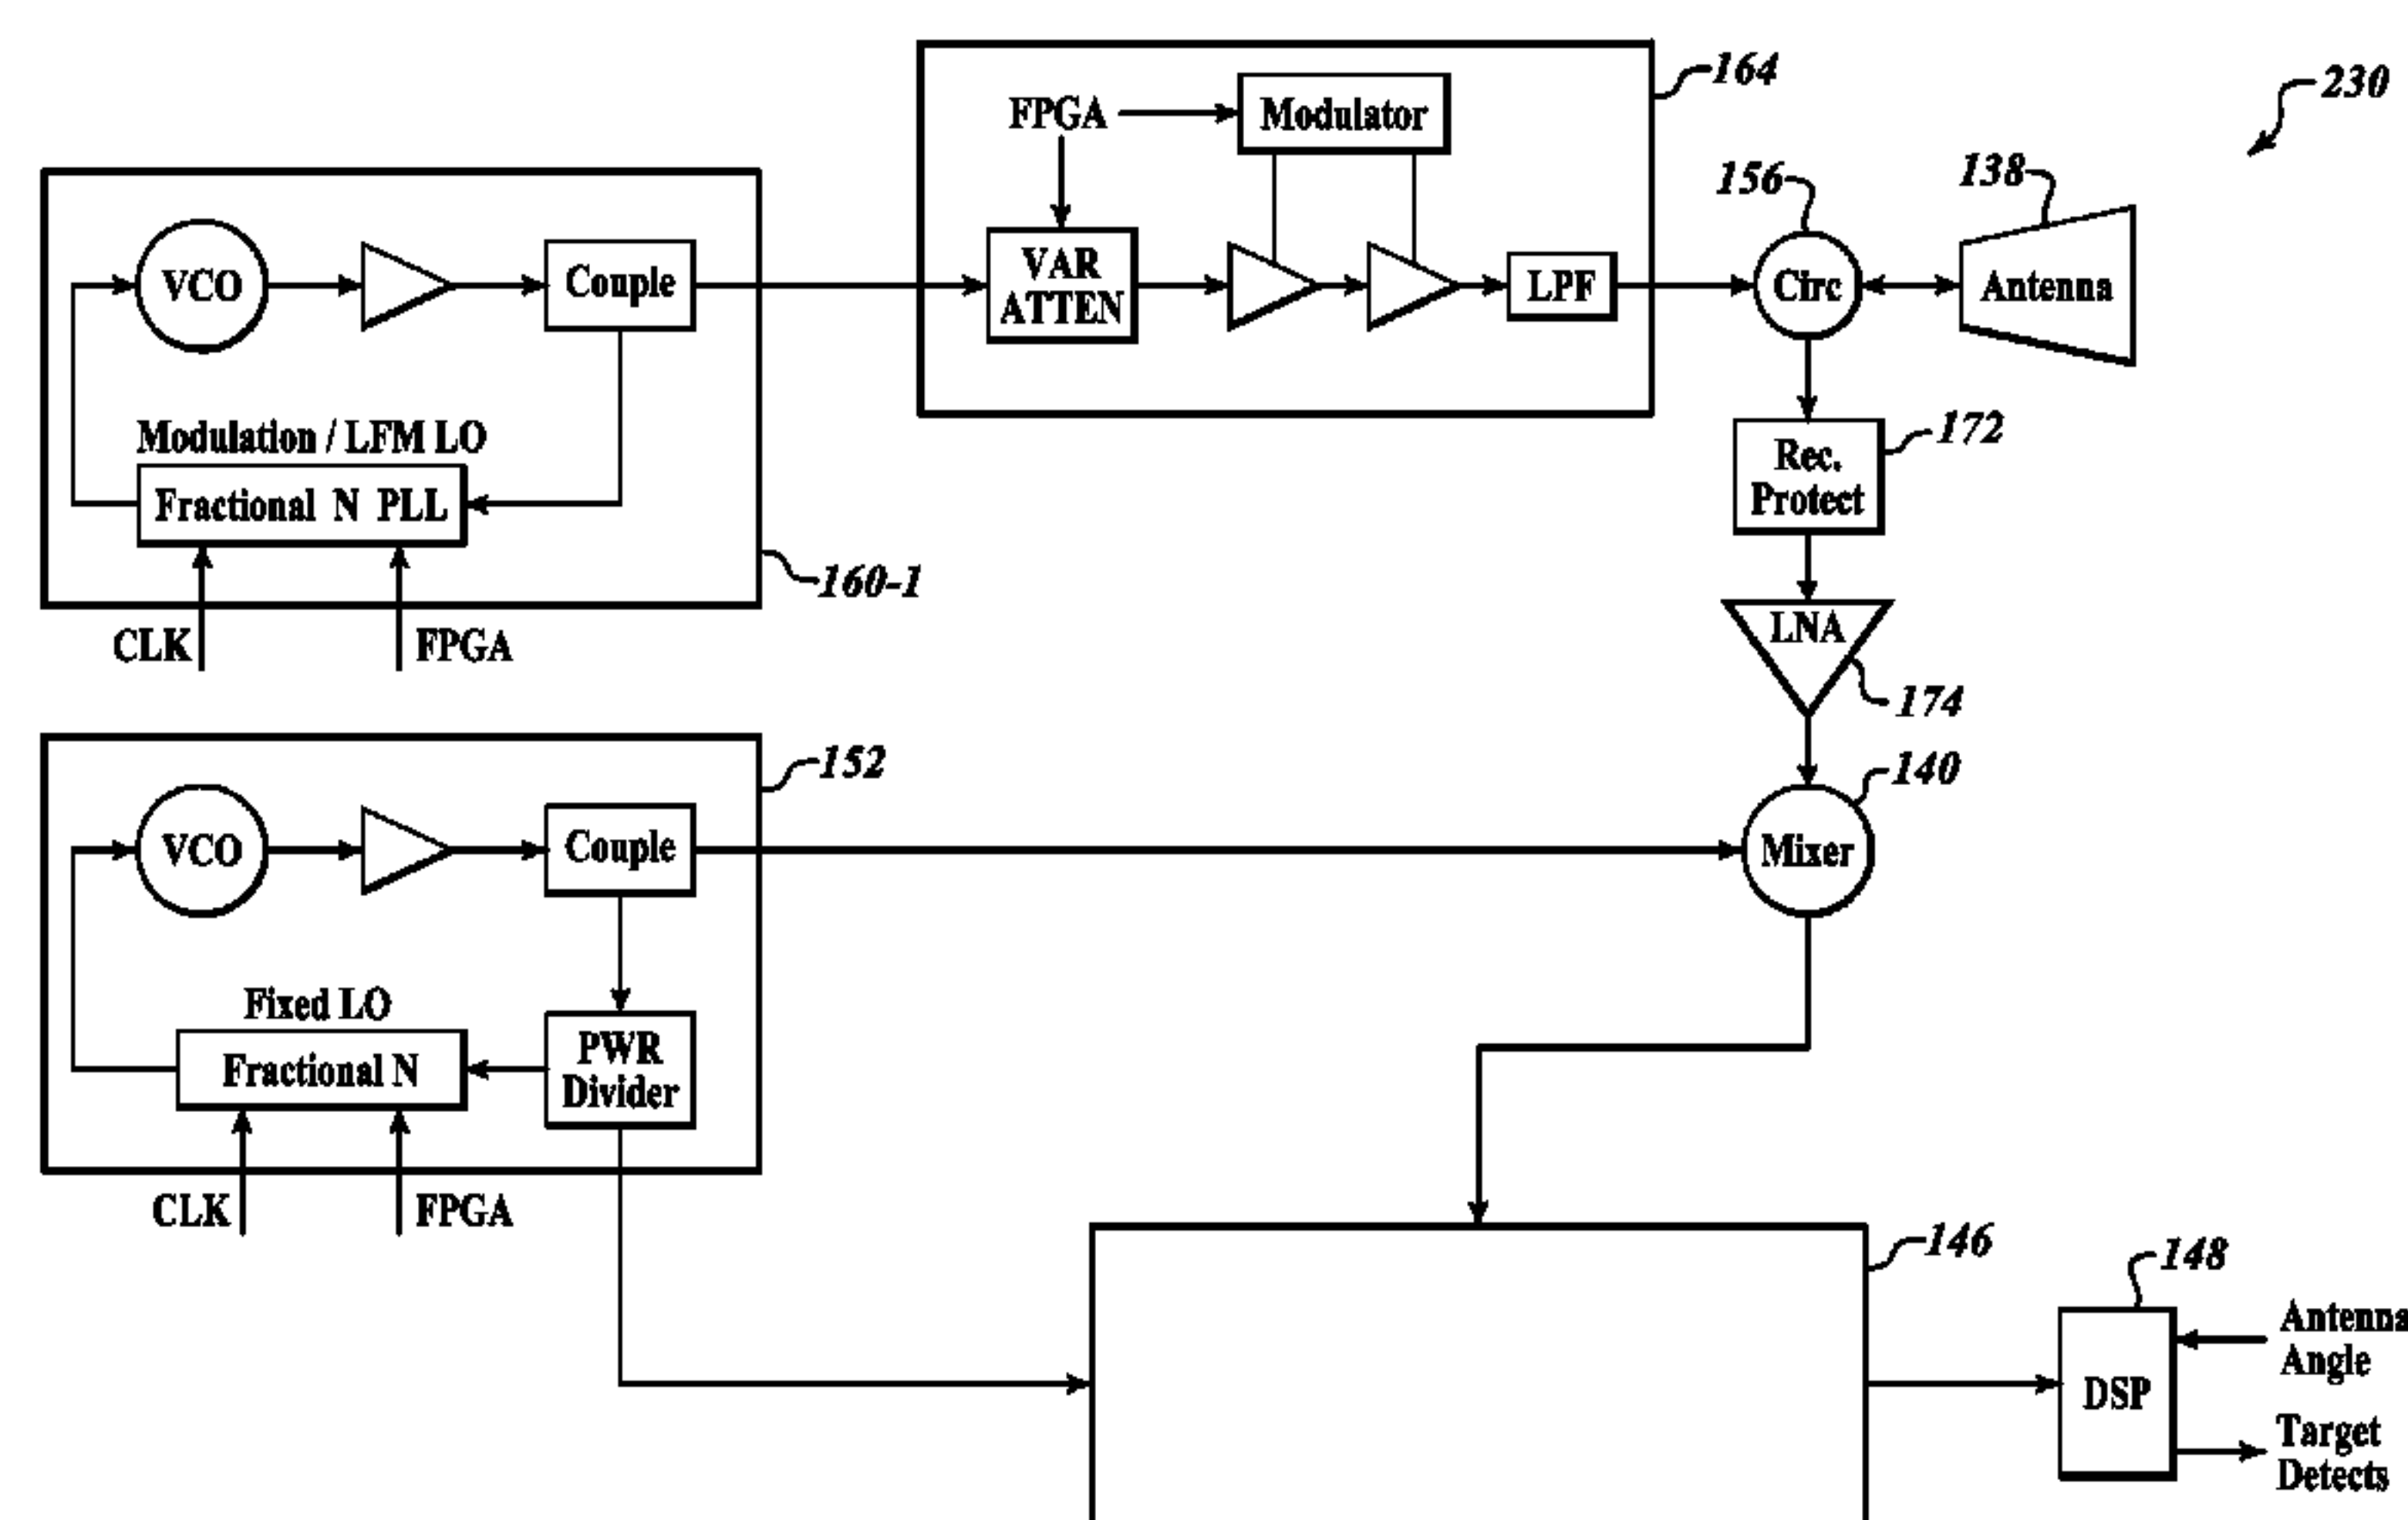 164
230
FPGA
Modulator
156
138
VCO
Couple
VAR
ATTEN
LPF
Circ
Antenna
Modulation / LFM LO
Fractional N PLL
172
Rec.
Protect
160-1
CLK
FPGA
LNA
174
152
140
VCO
Couple
Mixer
Fixed LO
Fractional N
PWR
Divider
CLK
FPGA
146
148
Antenna
Angle
DSP
Target
Detects